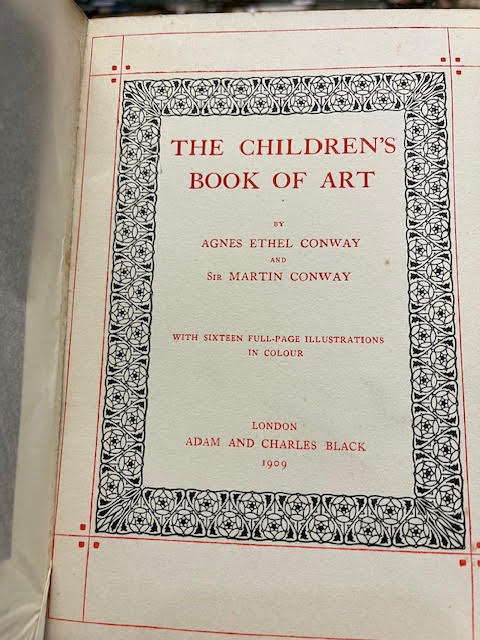 THE CHILDREN'S
BOOK OF ART
BY
AGNES ETHEL CONWAY
AND
SIR MARTIN CONWAY
WITH SIXTEEN FULL-PAGE ILLUSTRATIONS
IN COLOUR
LONDON
ADAM AND CHARLES BLACK
1909